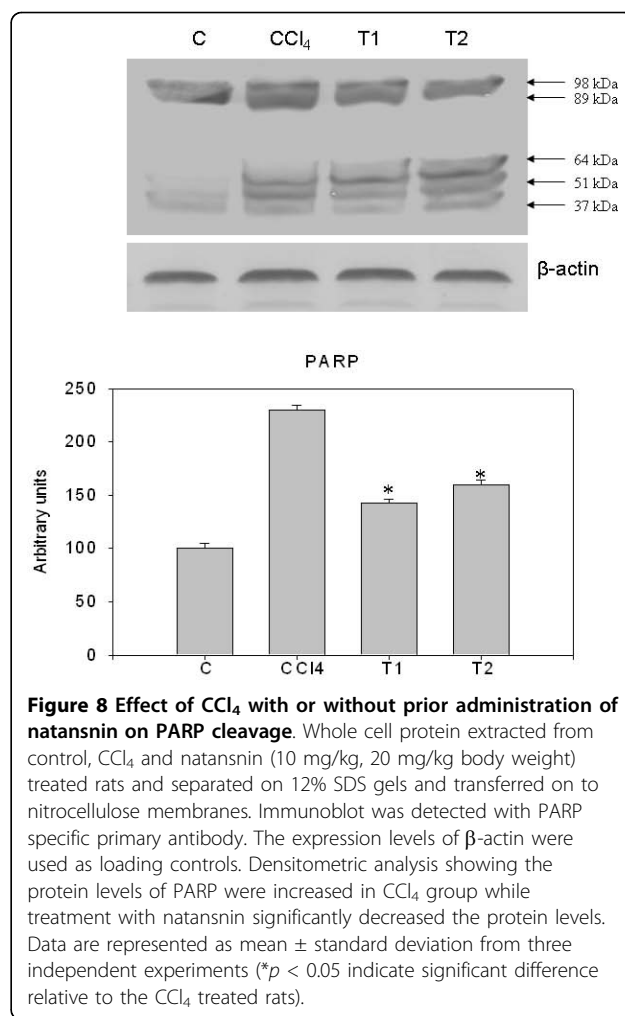 C CCl₄ T1 T2
98 kDa
89 kDa
64 kDa
51 kDa
37 kDa
β-actin
PARP
250
200
150
100
50
0
Arbitrary units
* *
C CCl4 T1 T2
Figure 8 Effect of CCl₄ with or without prior administration of
natansnin on PARP cleavage. Whole cell protein extracted from
control, CCl₄ and natansnin (10 mg/kg, 20 mg/kg body weight)
treated rats and separated on 12% SDS gels and transferred on to
nitrocellulose membranes. Immunoblot was detected with PARP
specific primary antibody. The expression levels of β-actin were
used as loading controls. Densitometric analysis showing the
protein levels of PARP were increased in CCl₄ group while
treatment with natansnin significantly decreased the protein levels.
Data are represented as mean ± standard deviation from three
independent experiments (*p < 0.05 indicate significant difference
relative to the CCl₄ treated rats).